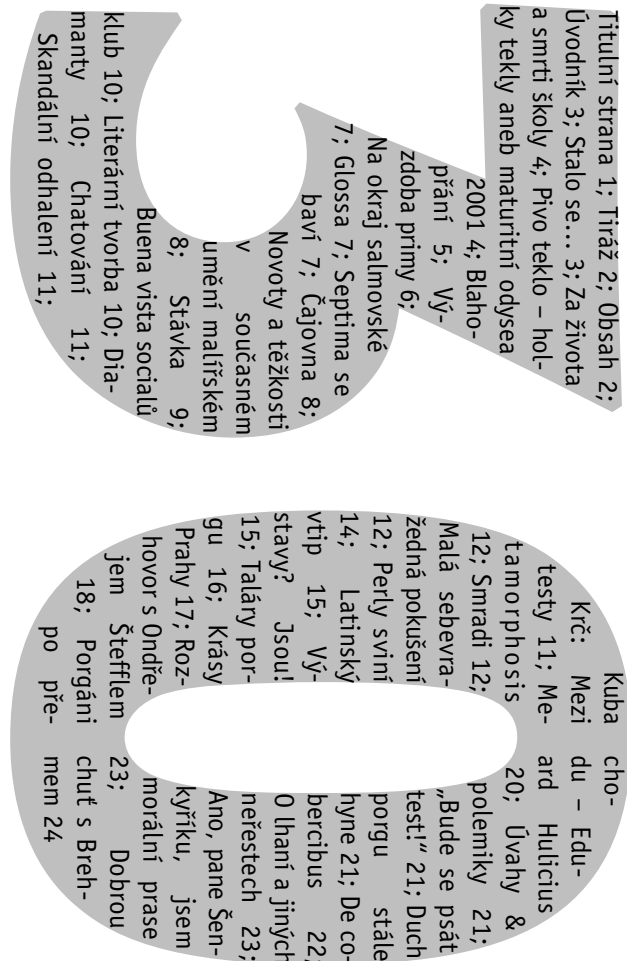 Titulní strana 1; Tiráž 2; Obsah 2;
Úvodník 3; Stalo se… 3; Za života
a smrti školy 4; Pivo teklo – hol-
ky tekly aneb maturitní odysea
2001 4; Blaho-
přání 5; Vý-
zdoba primy 6;
Na okraj salmovské
7; Glossa 7; Septima se
baví 7; Čajovna 8;
Novoty a těžkosti
v současném
umění malířském
8; Stávka 9;
Buena vista socialů
klub 10; Literární tvorba 10; Dia-
manty 10; Chatování 11;
Skandální odhalení 11;
Kuba
Krč: Mezi
testy 11; Me-
tamorphosis
12; Smradi 12;
Malá sebevra-
žedná pokušení
12; Perly sviní
14; Latinský
vtip 15; Vý-
stavy? Jsou!
15; Taláry por-
gu 16; Krásy
Prahy 17; Roz-
hovor s Ondře-
jem Štefflem
18; Porgáni
po pře-
cho-
du – Edu-
ard Hulicius
20; Úvahy &
polemiky 21;
„Bude se psát
test!“ 21; Duch
porgu stále
hyne 21; De co-
bercibus 22;
O lhaní a jiných
neřestech 23;
Ano, pane Šen-
kyříku, jsem
morální prase
23; Dobrou
chuť s Breh-
mem 24